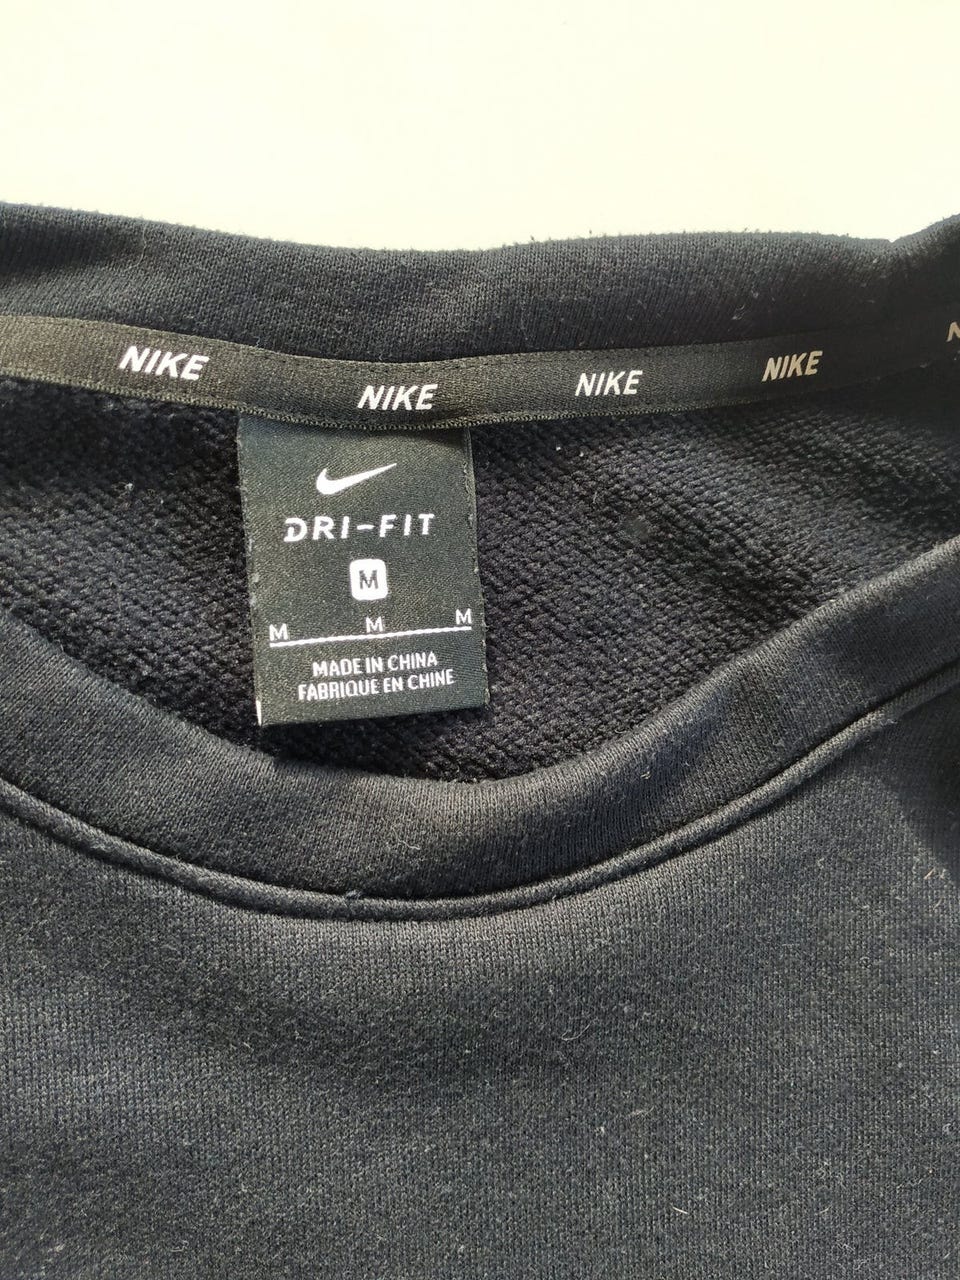 NIKE NIKE NIKE NIKE N
DRI-FIT
M
M M M
MADE IN CHINA
FABRIQUE EN CHINE